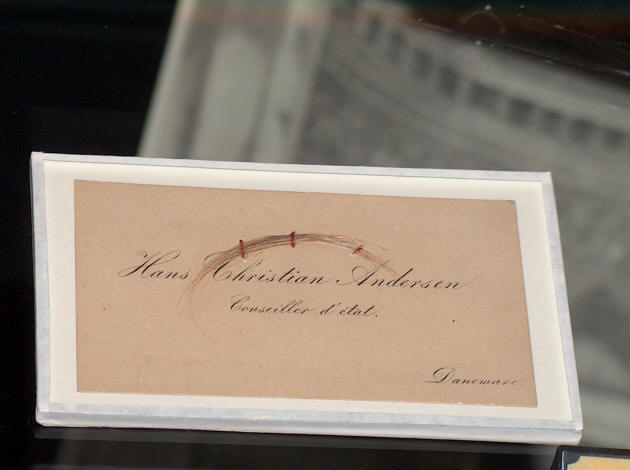 Hans Christian Andersen
Conseiller d'état.
Danemarc.